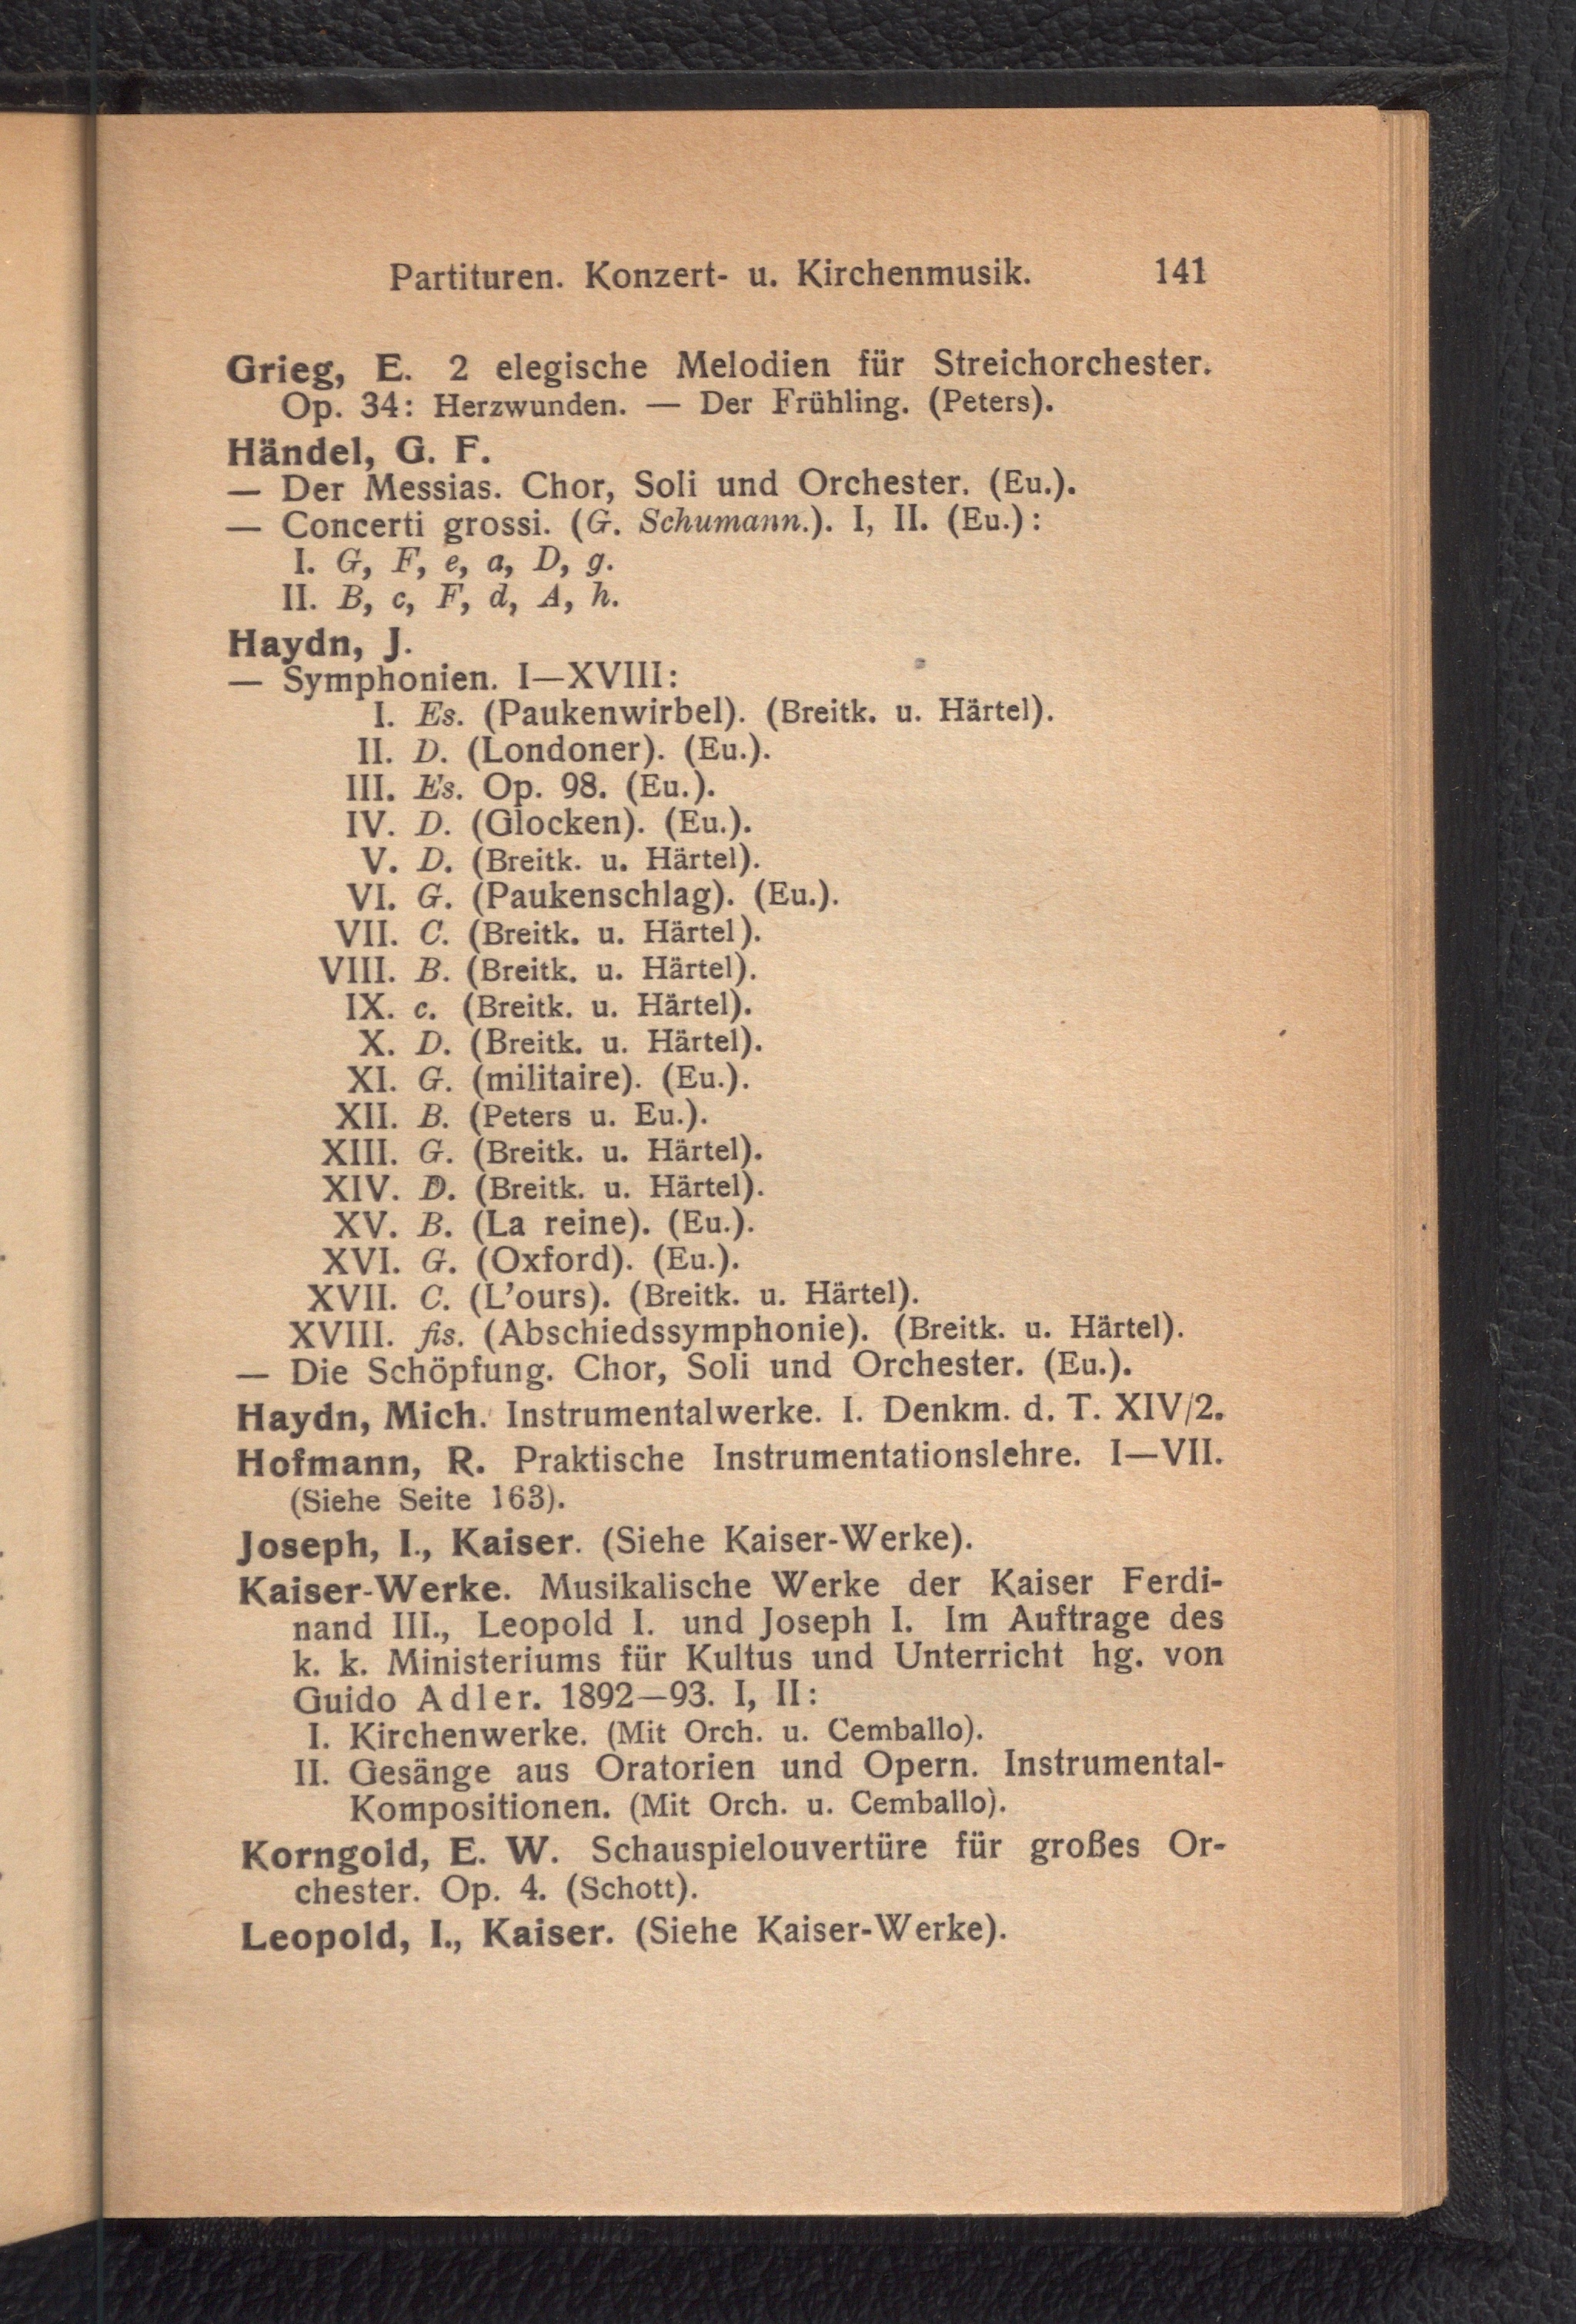 Partituren. Konzert- u. Kirchenmusik. 141
Grieg, E. 2 elegische Melodien für Streichorchester.
Op. 34: Herzwunden. — Der Frühling. (Peters).
Händel, G. F.
— Der Messias. Chor, Soli und Orchester. (Eu.).
— Concerti grossi. (G. Schumann.). I, II. (Eu.):
I. G, F, e, a, D, g.
II. B, c, F, d, A, h.
Haydn, J.
— Symphonien. I—XVIII:
I. Es. (Paukenwirbel). (Breitk. u. Härtel).
II. D. (Londoner). (Eu.).
III. Es. Op. 98. (Eu.).
IV. D. (Glocken). (Eu.).
V. D. (Breitk. u. Härtel).
VI. G. (Paukenschlag). (Eu.).
VII. C. (Breitk. u. Härtel).
VIII. B. (Breitk. u. Härtel).
IX. c. (Breitk. u. Härtel).
X. D. (Breitk. u. Härtel).
XI. G. (militaire). (Eu.).
XII. B. (Peters u. Eu.).
XIII. G. (Breitk. u. Härtel).
XIV. D. (Breitk. u. Härtel).
XV. B. (La reine). (Eu.).
XVI. G. (Oxford). (Eu.).
XVII. C. (L'ours). (Breitk. u. Härtel).
XVIII. fis. (Abschiedssymphonie). (Breitk. u. Härtel).
— Die Schöpfung. Chor, Soli und Orchester. (Eu.).
Haydn, Mich. Instrumentalwerke. I. Denkm. d. T. XIV/2.
Hofmann, R. Praktische Instrumentationslehre. I—VII.
(Siehe Seite 163).
Joseph, I., Kaiser. (Siehe Kaiser-Werke).
Kaiser-Werke. Musikalische Werke der Kaiser Ferdi-
nand III., Leopold I. und Joseph I. Im Auftrage des
k. k. Ministeriums für Kultus und Unterricht hg. von
Guido Adler. 1892—93. I, II:
I. Kirchenwerke. (Mit Orch. u. Cemballo).
II. Gesänge aus Oratorien und Opern. Instrumental-
Kompositionen. (Mit Orch. u. Cemballo).
Korngold, E. W. Schauspielouvertüre für großes Or-
chester. Op. 4. (Schott).
Leopold, I., Kaiser. (Siehe Kaiser-Werke).